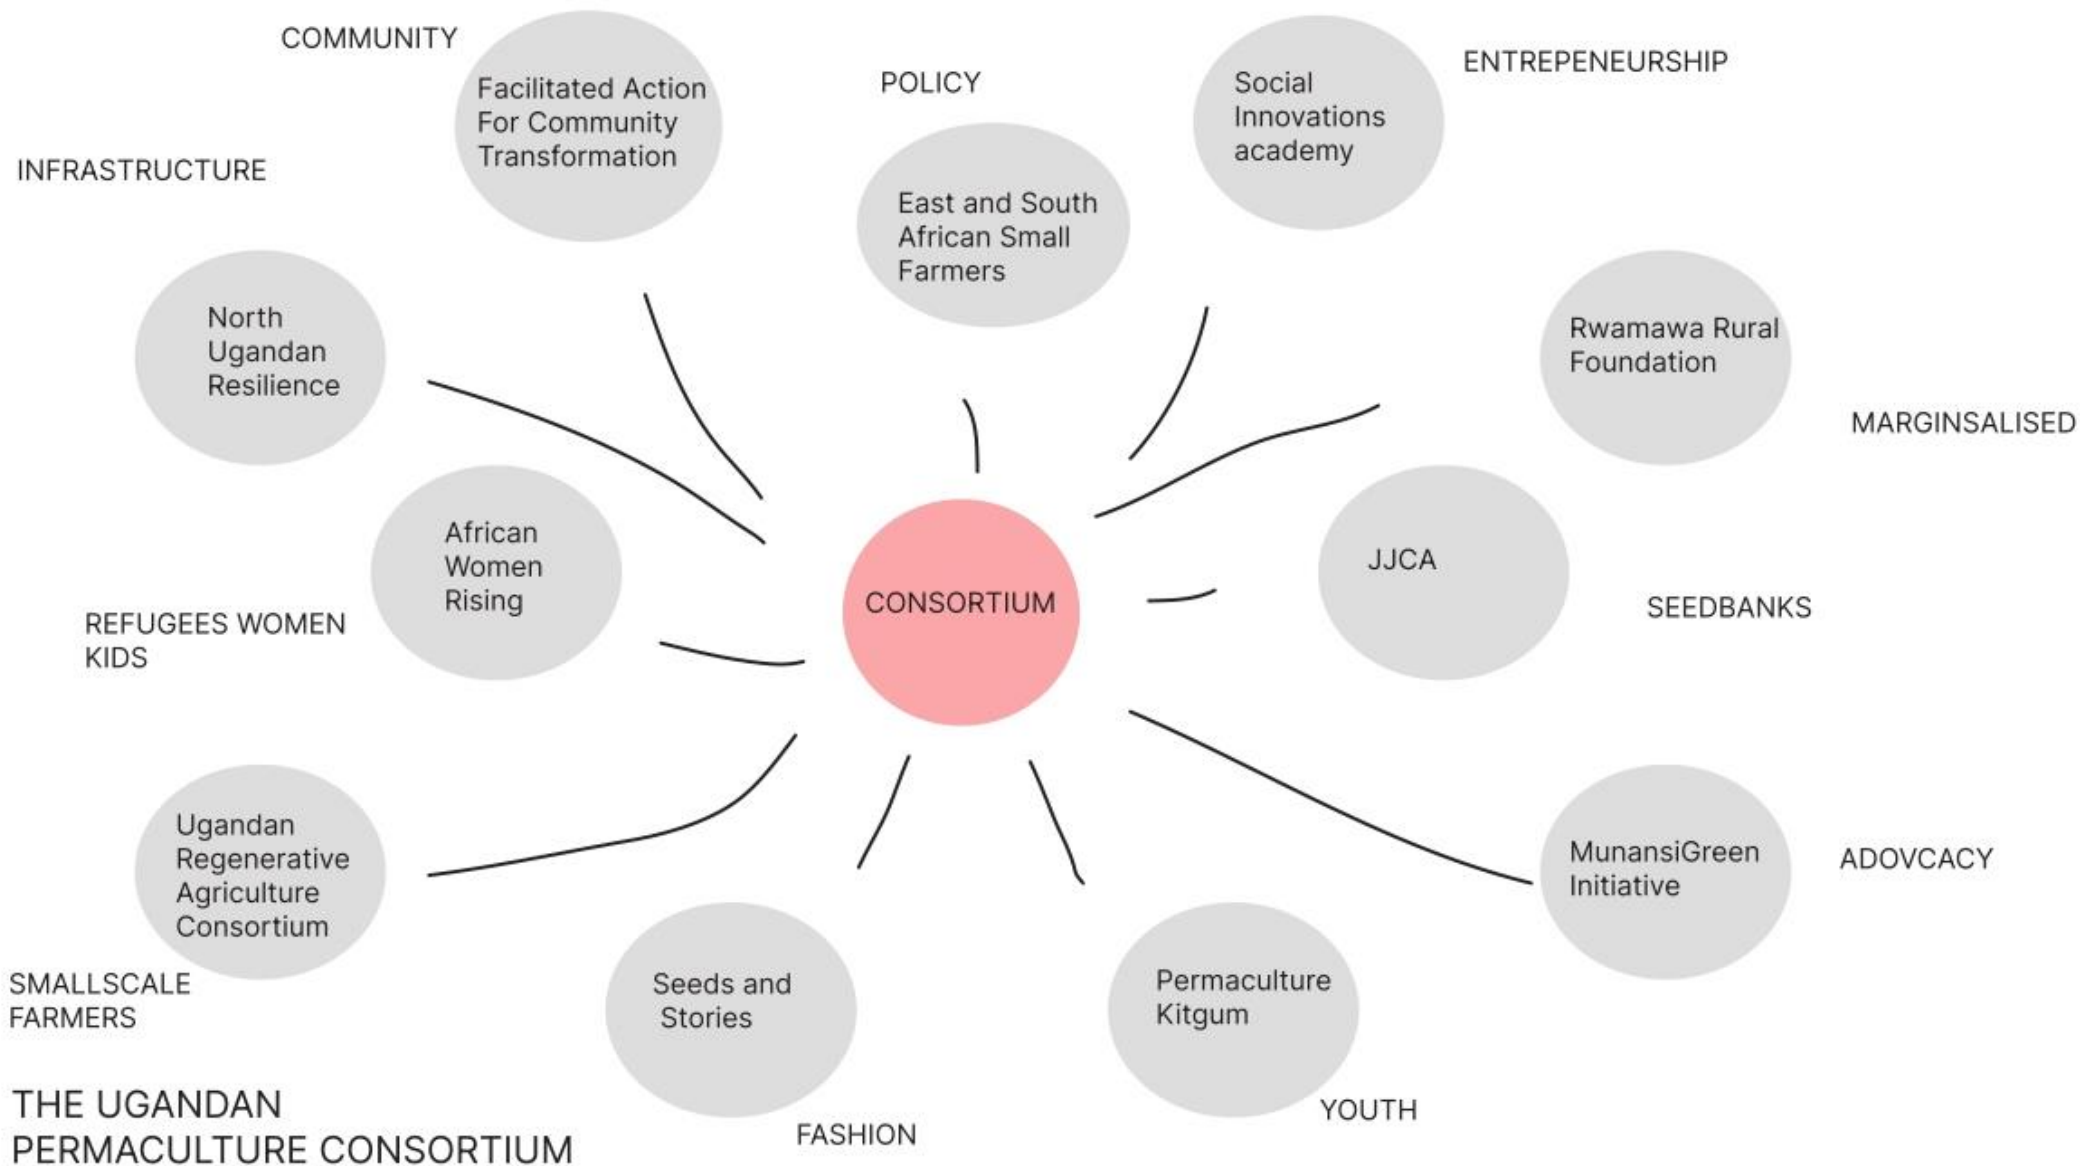 COMMUNITY
Facilitated Action
For Community
Transformation
POLICY
East and South
African Small
Farmers
Social
Innovations
academy
ENTREPENEURSHIP
INFRASTRUCTURE
North
Ugandan
Resilience
Rwamawa Rural
Foundation
MARGINSALISED
African
Women
Rising
REFUGEES WOMEN
KIDS
CONSORTIUM
JJCA
SEEDBANKS
Ugandan
Regenerative
Agriculture
Consortium
SMALLSCALE
FARMERS
Seeds and
Stories
FASHION
Permaculture
Kitgum
YOUTH
MunansiGreen
Initiative
ADOVCACY
THE UGANDAN
PERMACULTURE CONSORTIUM